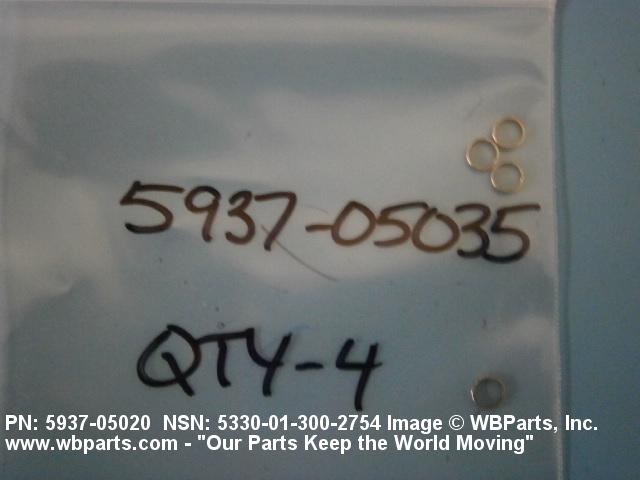 5937-05035
QTY-4
PN: 5937-05020 NSN: 5330-01-300-2754 Image © WBParts, Inc.
www.wbparts.com - "Our Parts Keep the World Moving"